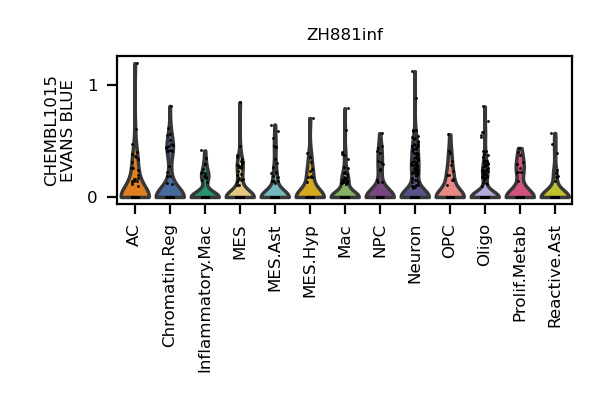 ZH881inf
CHEMBL1015
EVANS BLUE
1
0
AC
Chromatin.Reg
Inflammatory.Mac
MES
MES.Ast
MES.Hyp
Mac
NPC
Neuron
OPC
Oligo
Prolif.Metab
Reactive.Ast